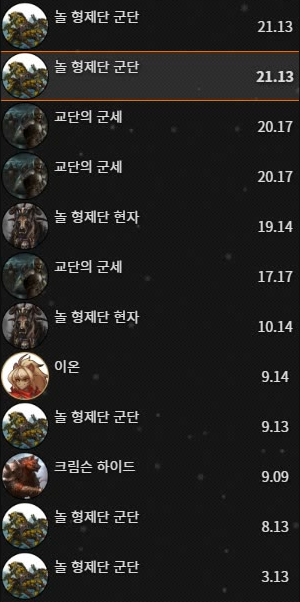 놀 형제단 군단
21.13
놀 형제단 군단
21.13
교단의 군세
20.17
교단의 군세
20.17
놀 형제단 현자
19.14
교단의 군세
17.17
놀 형제단 현자
10.14
이온
9.14
놀 형제단 군단
9.13
크림슨 하이드
9.09
놀 형제단 군단
8.13
놀 형제단 군단
3.13